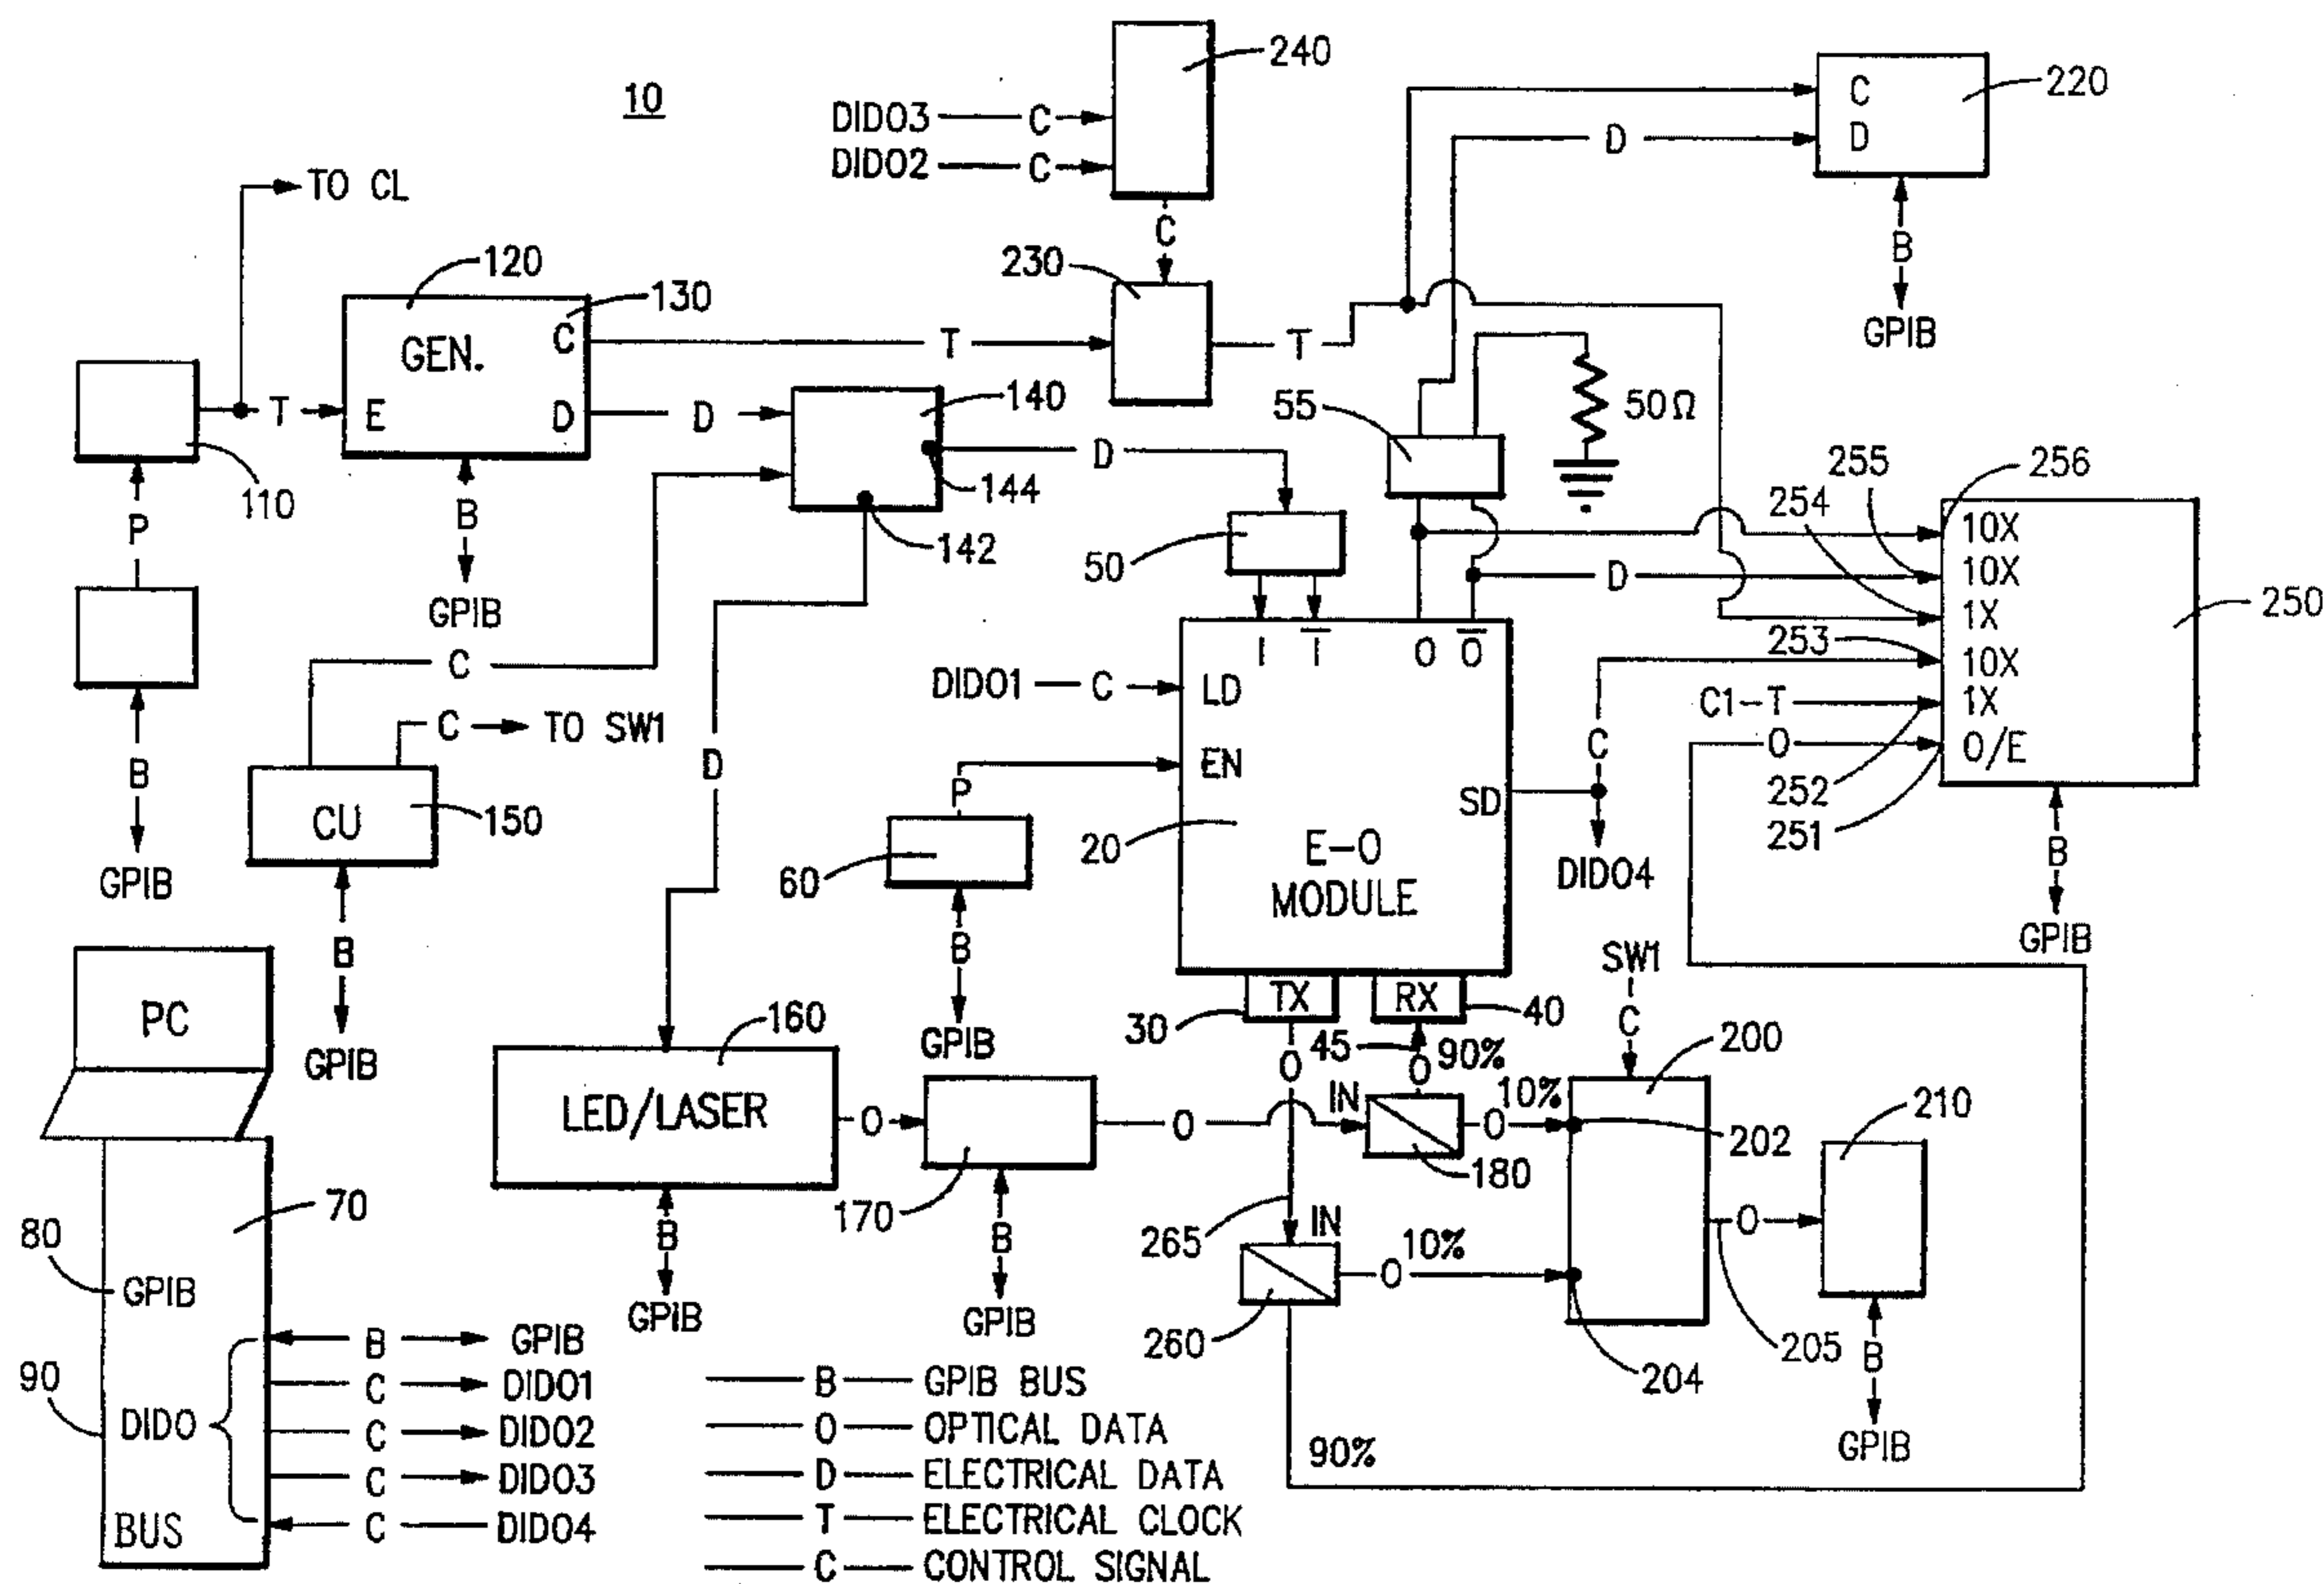 10
240
220
DIDO3 C
DIDO2 C
C
D
C
D
TO CL
B
GPIB
120
130
230
GEN.
C
E
D
T
T
T
D
140
144
142
D
55
50Ω
110
P
B
GPIB
50
256
255
254
253
252
251
10X
10X
1X
10X
1X
O/E
250
D
C1-T
O
B
GPIB
B
GPIB
C
C TO SW1
CU
150
B
GPIB
D
DIDO1 C
I I̅ O O̅
LD
EN
SD
20
E-O
MODULE
C
DIDO4
P
60
B
GPIB
TX
RX
30
40
45
90%
O
O
SW1
C
200
PC
70
80
GPIB
90
DIDO
BUS
B GPIB
C DIDO1
C DIDO2
C DIDO3
C DIDO4
160
LED/LASER
O
170
O
IN
180
O
10%
202
210
B
GPIB
B
GPIB
265
IN
260
O
10%
204
O
205
B
GPIB
90%
B GPIB BUS
O OPTICAL DATA
D ELECTRICAL DATA
T ELECTRICAL CLOCK
C CONTROL SIGNAL